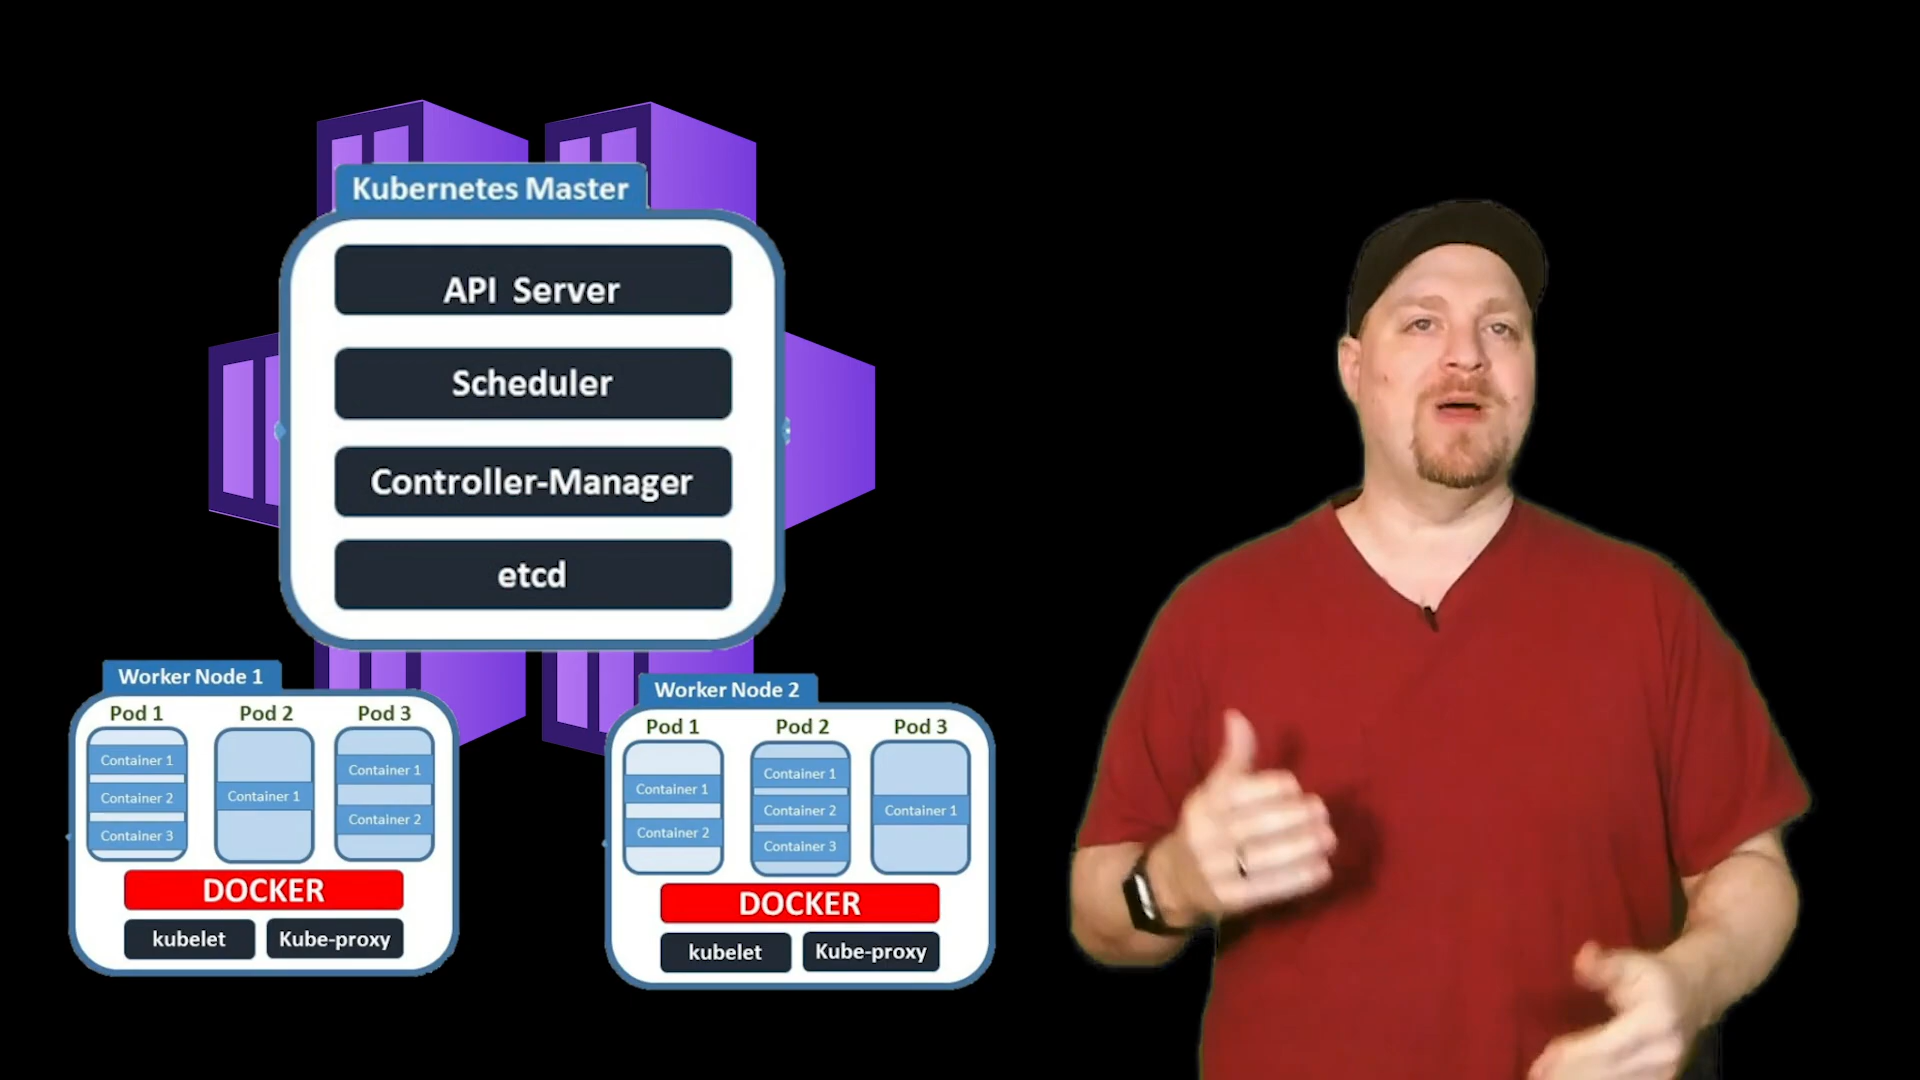 Kubernetes Master
API Server
Scheduler
Controller-Manager
etcd
Worker Node 1
Pod 1 Pod 2 Pod 3
Container 1
Container 2
Container 3
Container 1
Container 1
Container 2
DOCKER
kubelet Kube-proxy
Worker Node 2
Pod 1 Pod 2 Pod 3
Container 1
Container 2
Container 1
Container 2
Container 3
Container 1
DOCKER
kubelet Kube-proxy